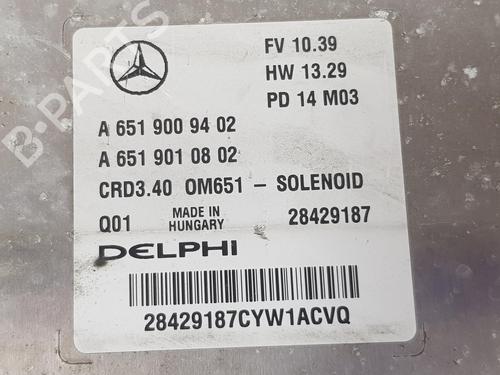 FV 10.39
HW 13.29
PD 14 M03
A 651 900 94 02
A 651 901 08 02
CRD3.40 OM651 - SOLENOID
Q01 MADE IN HUNGARY 28429187
DELPHI
28429187CYW1ACVQ
B-PARTS